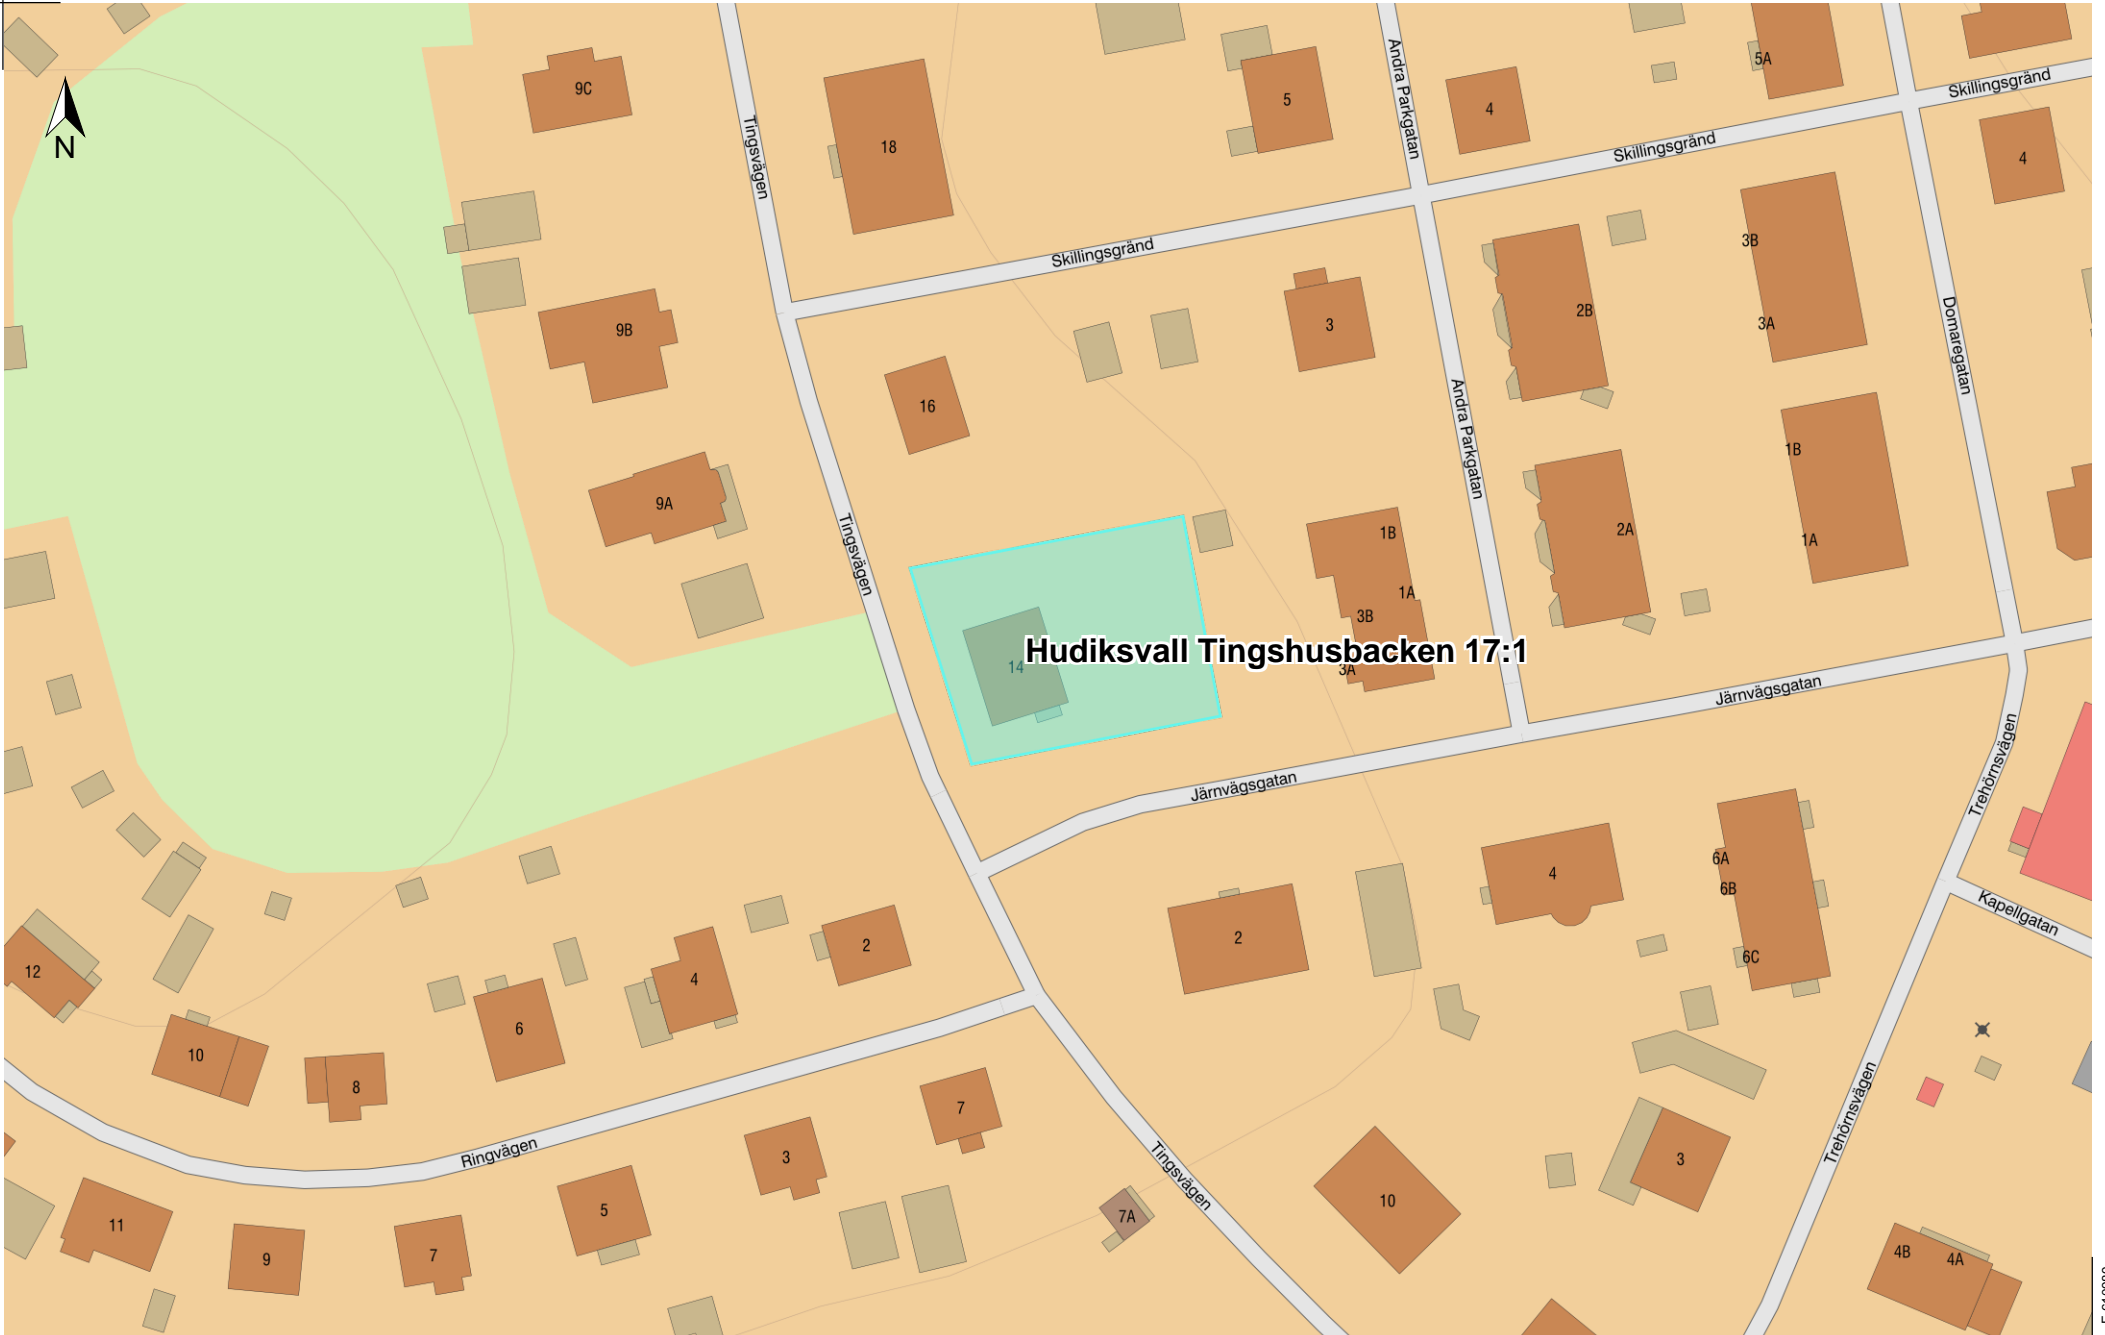 N
9C
Tingsvägen
18
5
Andra Parkgatan
4
5A
Skillingsgränd
Skillingsgränd
4
Skillingsgränd
9B
16
3
2B
3B
3A
Domaregatan
Andra Parkgatan
9A
Tingsvägen
1B
2A
1B
1A
1A
3B
Hudiksvall Tingshusbacken 17:1
14
3A
Järnvägsgatan
Järnvägsgatan
Trehörnsvägen
2
4
6A
6B
6C
Kapellgatan
12
10
8
6
4
2
Ringvägen
7
3
5
Tingsvägen
7A
10
3
Trehörnsvägen
11
9
7
4B
4A